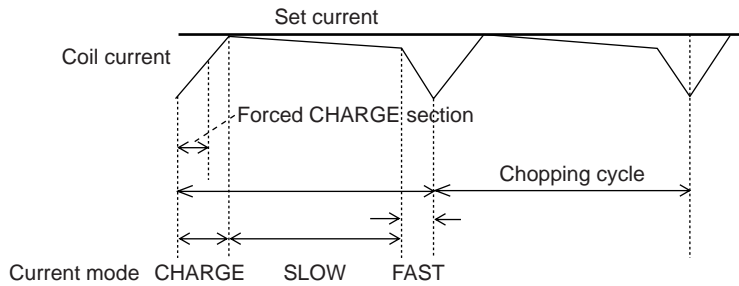 Set current
Coil current
Forced CHARGE section
Chopping cycle
Current mode CHARGE SLOW FAST